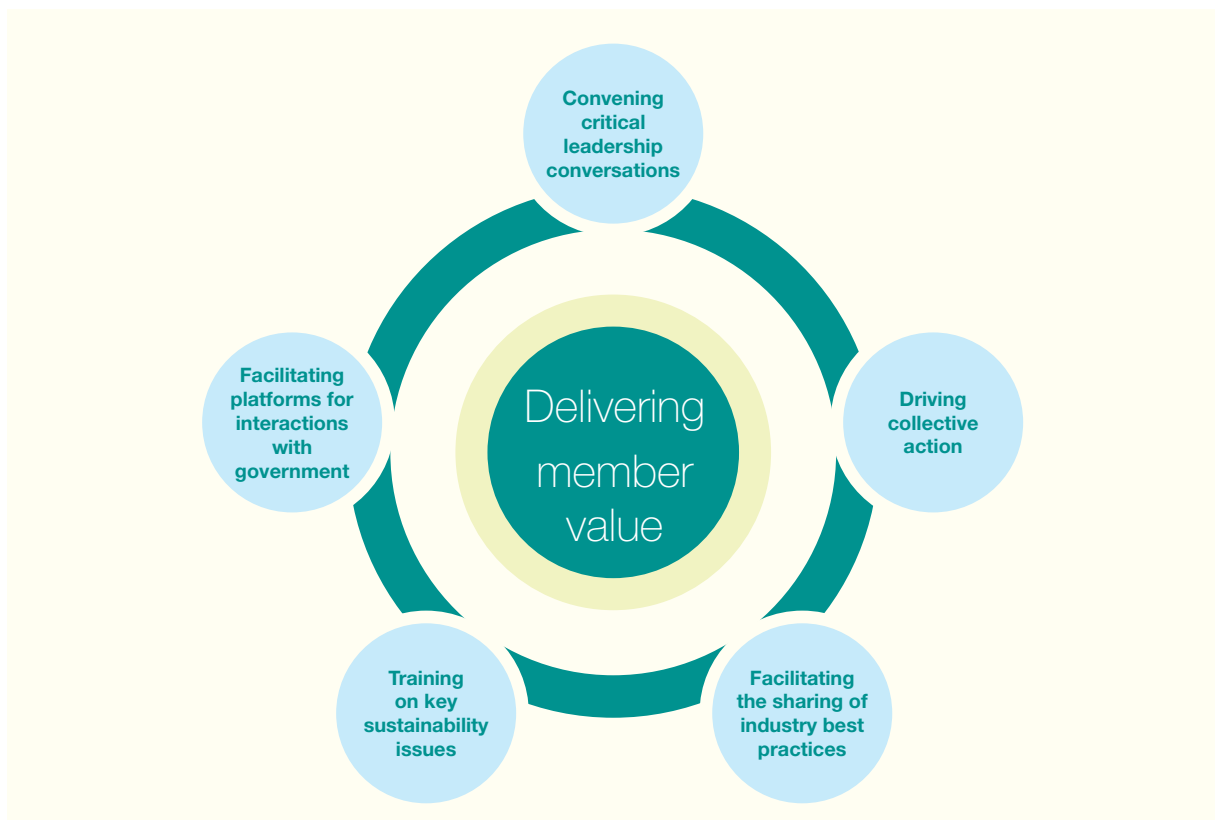 Convening
critical
leadership
conversations
Facilitating
platforms for
interactions
with
government
Delivering
member
value
Driving
collective
action
Training
on key
sustainability
issues
Facilitating
the sharing of
industry best
practices